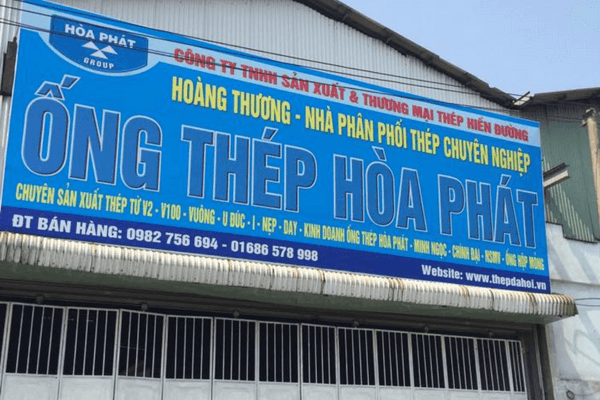 HÒA PHÁT
GROUP
CÔNG TY TNHH SẢN XUẤT & THƯƠNG MẠI THÉP KIẾN ĐƯỜNG
HOÀNG THƯƠNG - NHÀ PHÂN PHỐI THÉP CHUYÊN NGHIỆP
ỐNG THÉP HÒA PHÁT
CHUYÊN SẢN XUẤT THÉP TỪ V2 - V100 - VUÔNG - U ĐÚC - I - NẸP - DAY - KINH DOANH ỐNG THÉP HÒA PHÁT - MINH NGỌC - CHINH ĐẠI - NSMV - ỐNG HỘP MỎNG
ĐT BÁN HÀNG: 0982 756 694 - 01686 578 998
Website: www.thepdahoi.vn